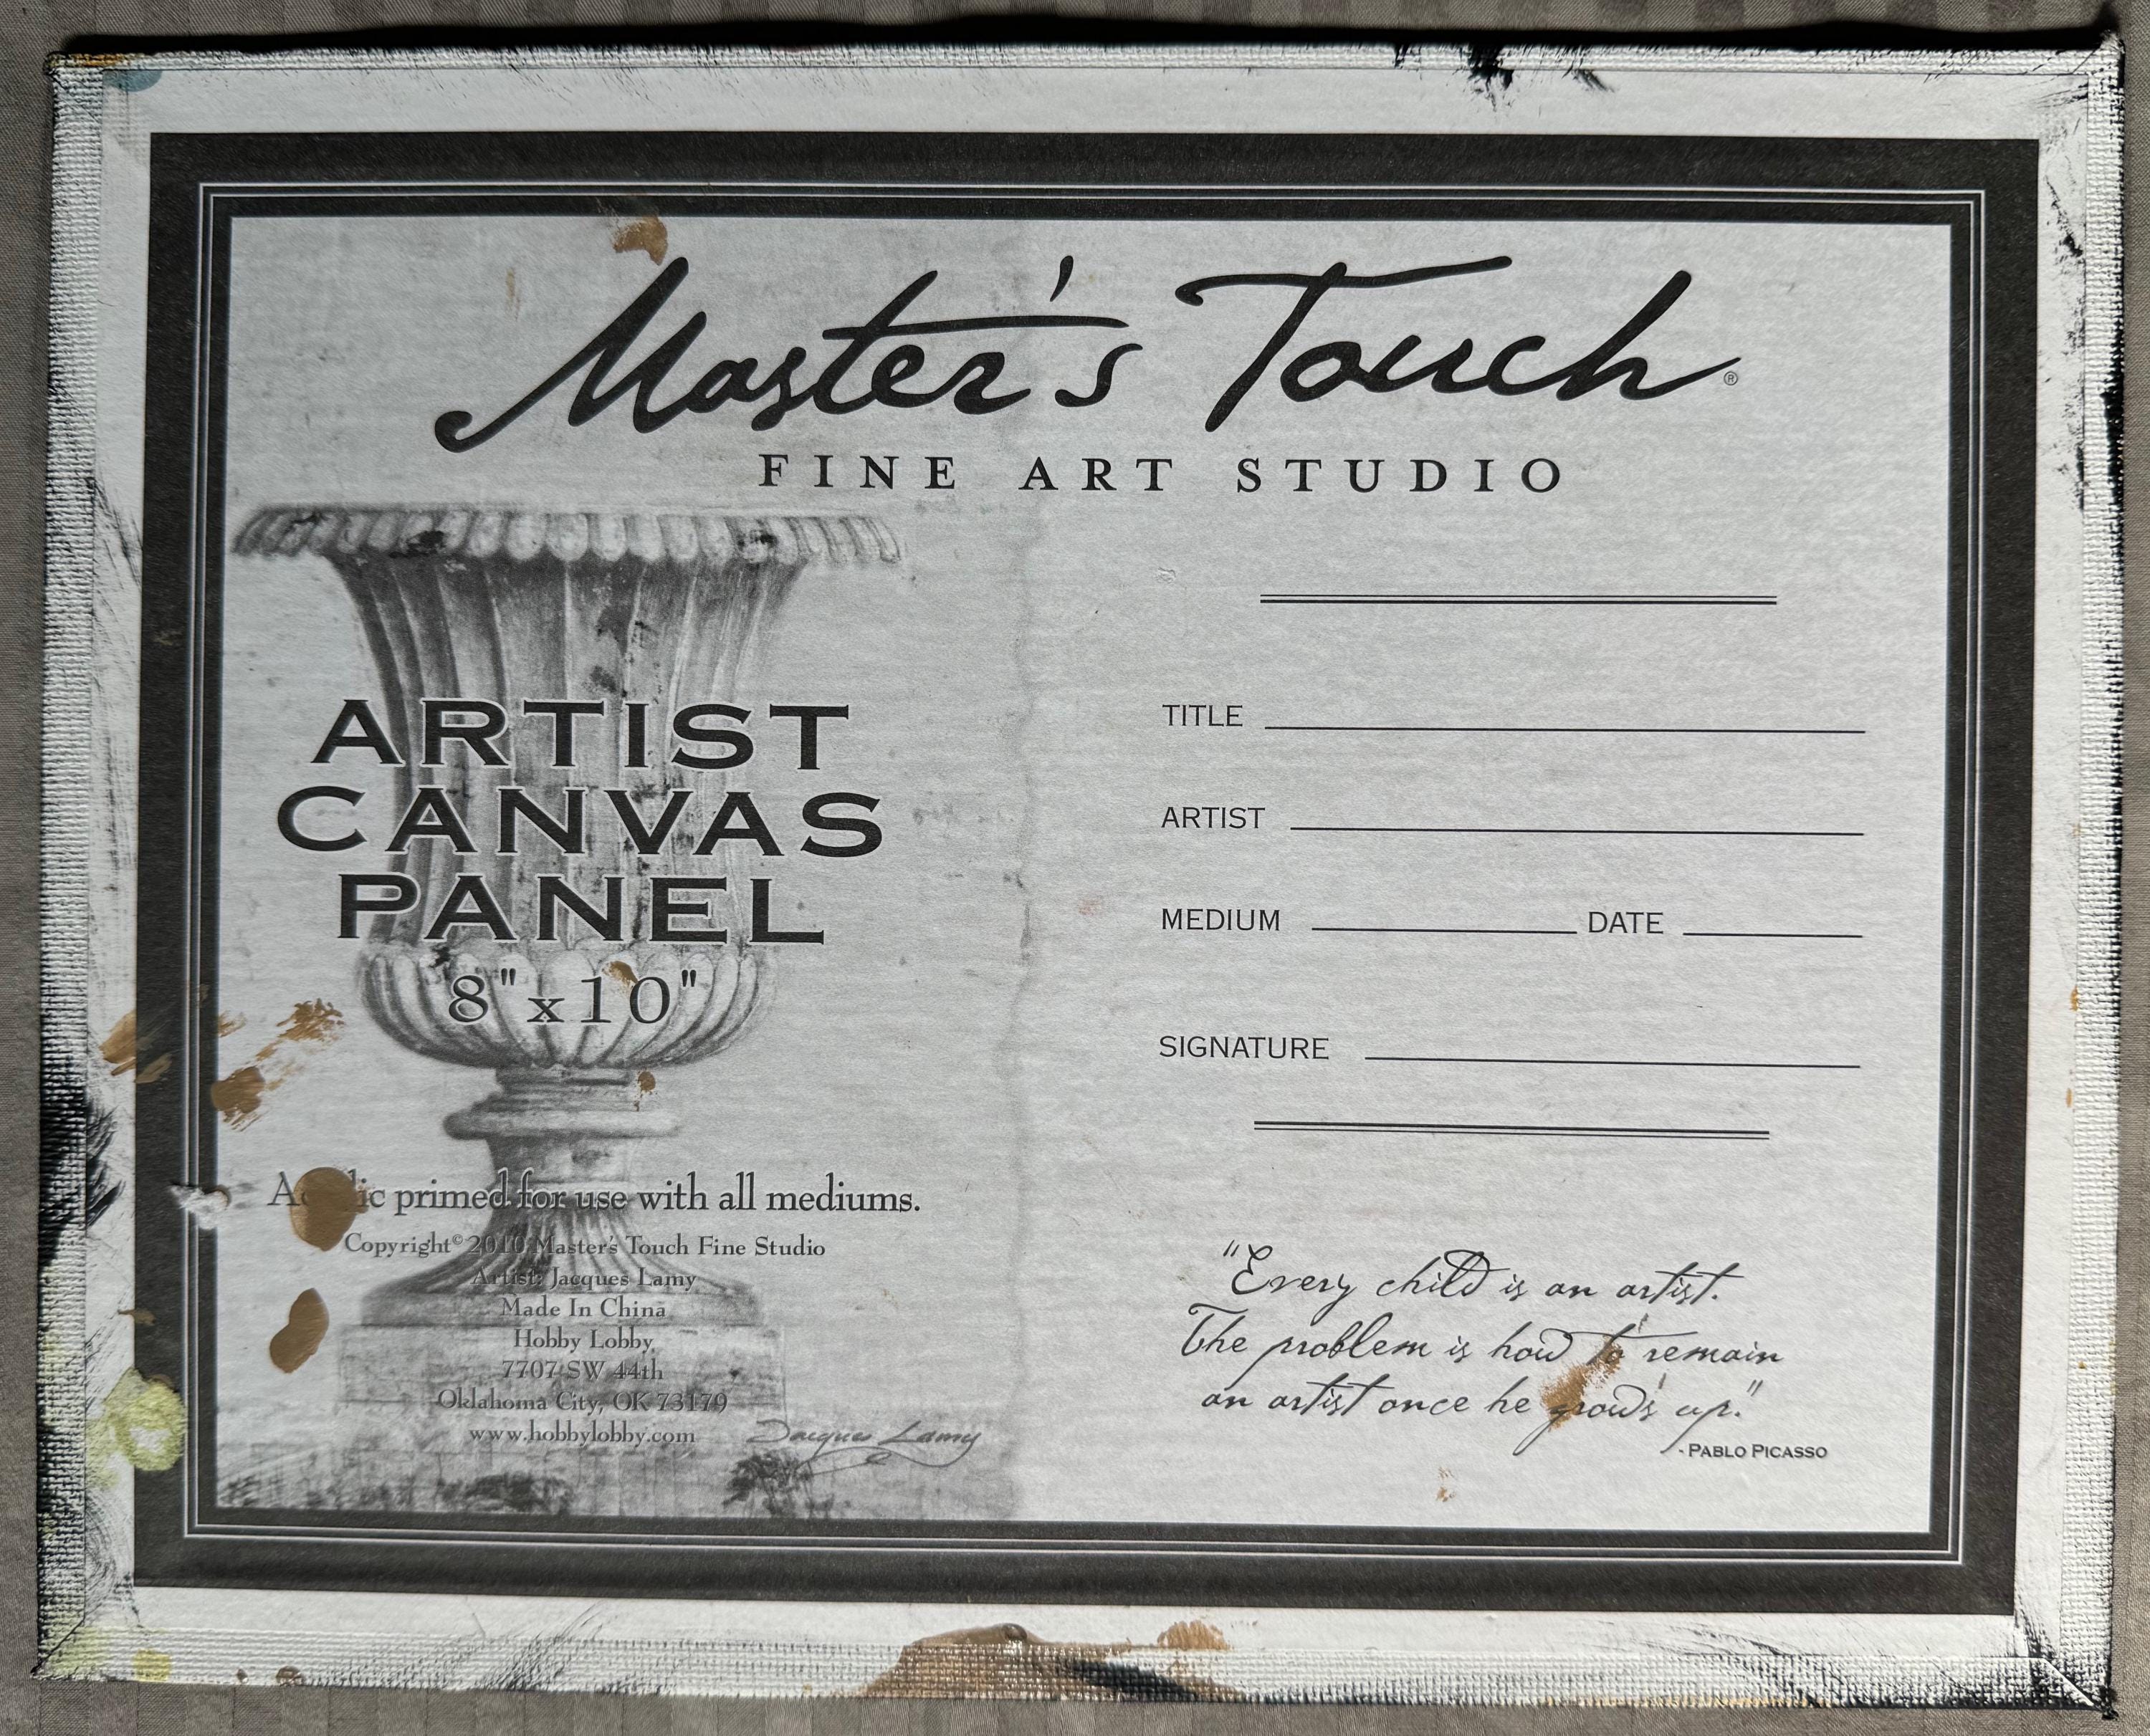 Master's Touch®
FINE ART STUDIO
ARTIST
CANVAS
PANEL
8"x10"
primed for use with all mediums.
Copyright© 2010 Master's Touch Fine Studio
Artist: Jacques Lamy
Made In China
Hobby Lobby
7707 SW 44th
Oklahoma City, OK 73179
www.hobbylobby.com
Jacques Lamy
TITLE
ARTIST
MEDIUM DATE
SIGNATURE
"Every child is an artist.
The problem is how to remain
an artist once he grows up."
- PABLO PICASSO